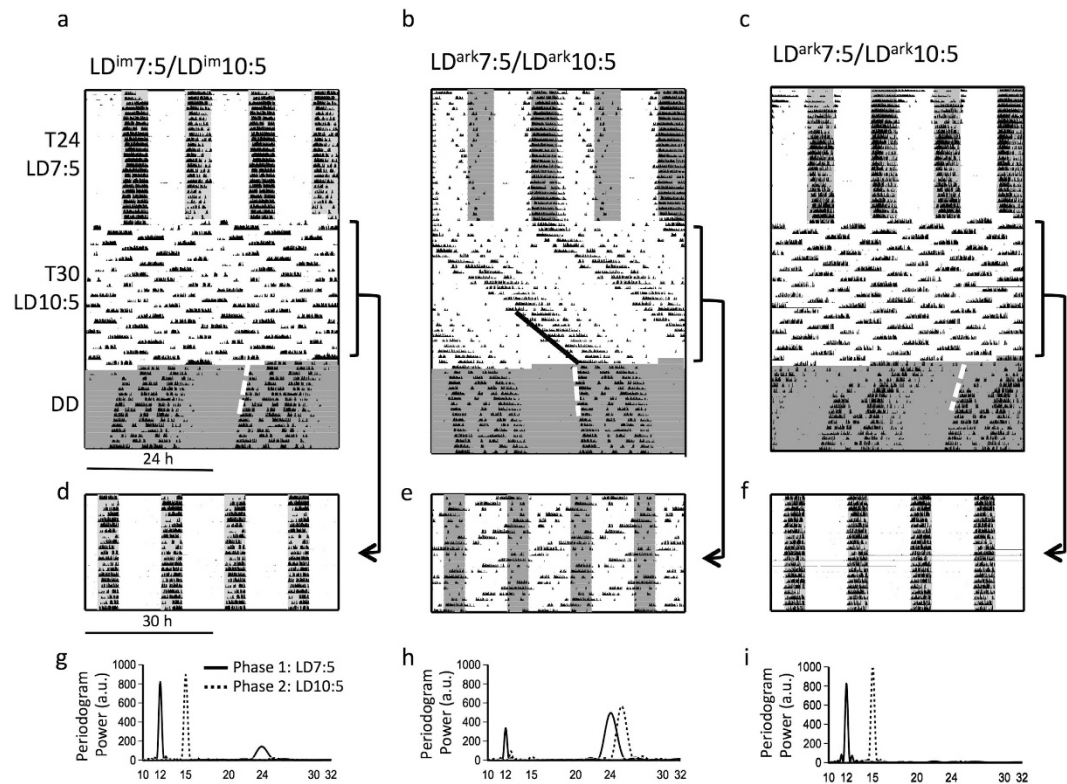 a
b
c
LDim7:5/LDim10:5
LDark7:5/LDark10:5
LDark7:5/LDark10:5
T24
LD7:5
T30
LD10:5
DD
24 h
d
e
f
30 h
g
h
i
Periodogram
Power (a.u.)
1000
800
600
400
200
0
10 12 15 20 24 30 32
Phase 1: LD7:5
Phase 2: LD10:5
Periodogram
Power (a.u.)
1000
800
600
400
200
0
10 12 15 20 24 30 32
Periodogram
Power (a.u.)
1000
800
600
400
200
0
10 12 15 20 24 30 32